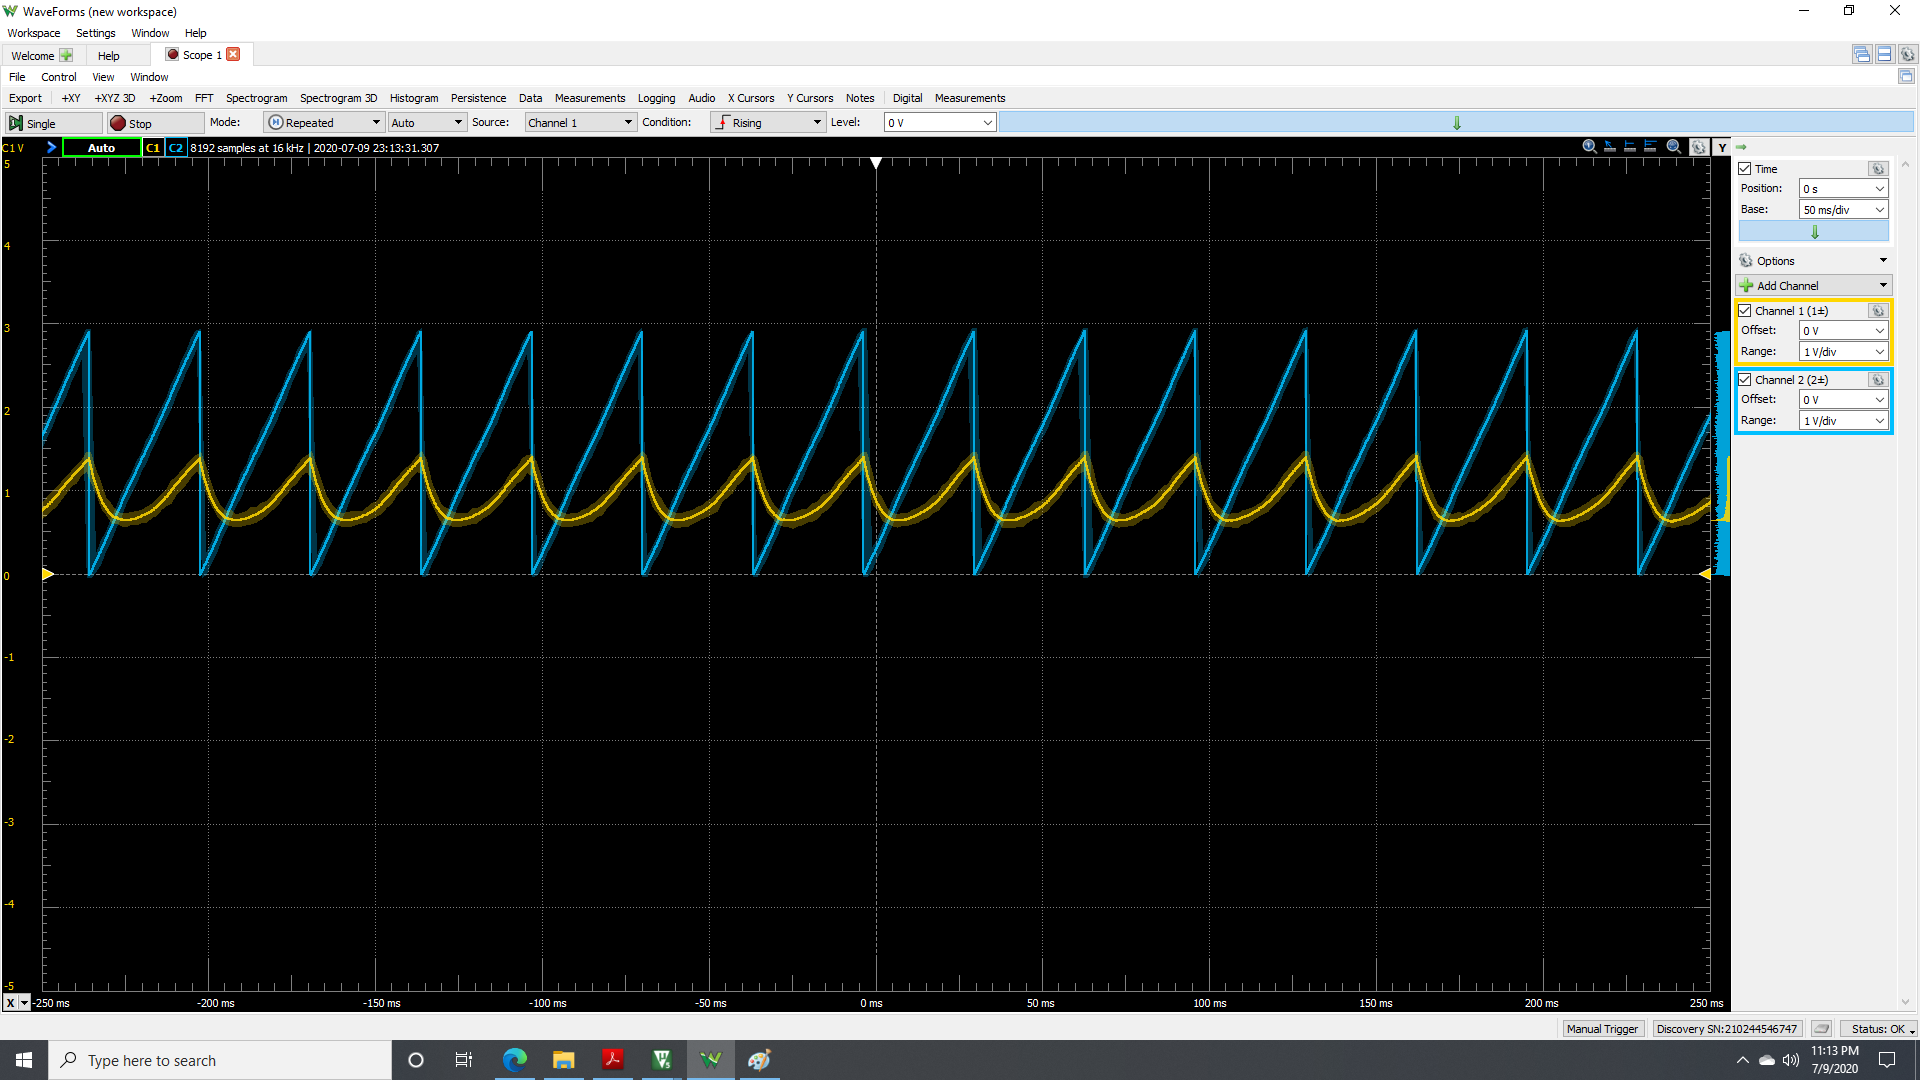 WaveForms (new workspace)
Workspace Settings Window Help
Welcome Help Scope 1
File Control View Window
Export +XY +XYZ 3D +Zoom FFT Spectrogram Spectrogram 3D Histogram Persistence Data Measurements Logging Audio X Cursors Y Cursors Notes Digital Measurements
Single Stop Mode: Repeated Auto Source: Channel 1 Condition: Rising Level: 0 V
C1 V Auto C1 C2 8192 samples at 16 kHz | 2020-07-09 23:13:31.307 Y
5
4
3
2
1
0
-1
-2
-3
-4
-5
X -250 ms -200 ms -150 ms -100 ms -50 ms 0 ms 50 ms 100 ms 150 ms 200 ms 250 ms
Time
Position: 0 s
Base: 50 ms/div
Options
Add Channel
Channel 1 (1±)
Offset: 0 V
Range: 1 V/div
Channel 2 (2±)
Offset: 0 V
Range: 1 V/div
Manual Trigger Discovery SN:210244546747 Status: OK
Type here to search
11:13 PM
7/9/2020